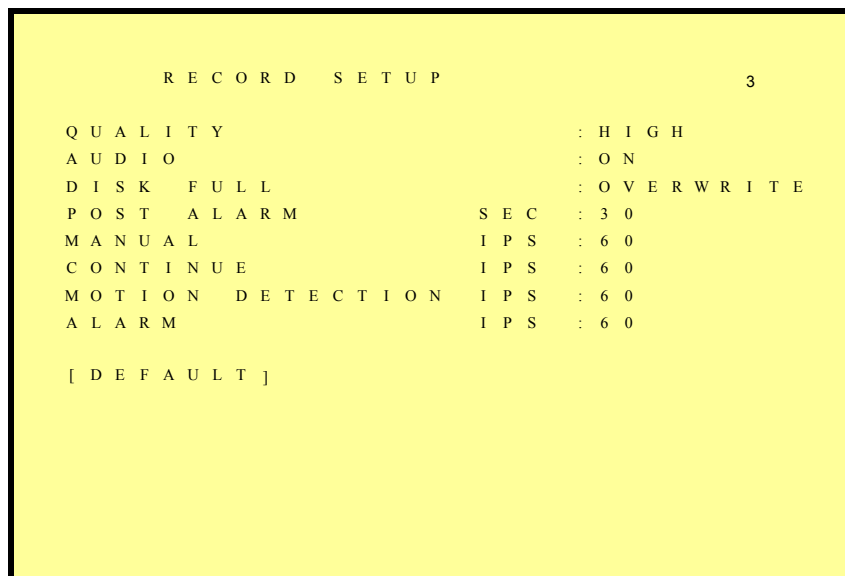 RECORD SETUP 3
QUALITY : HIGH
AUDIO : ON
DISK FULL : OVERWRITE
POST ALARM SEC : 30
MANUAL IPS : 60
CONTINUE IPS : 60
MOTION DETECTION IPS : 60
ALARM IPS : 60
[DEFAULT]